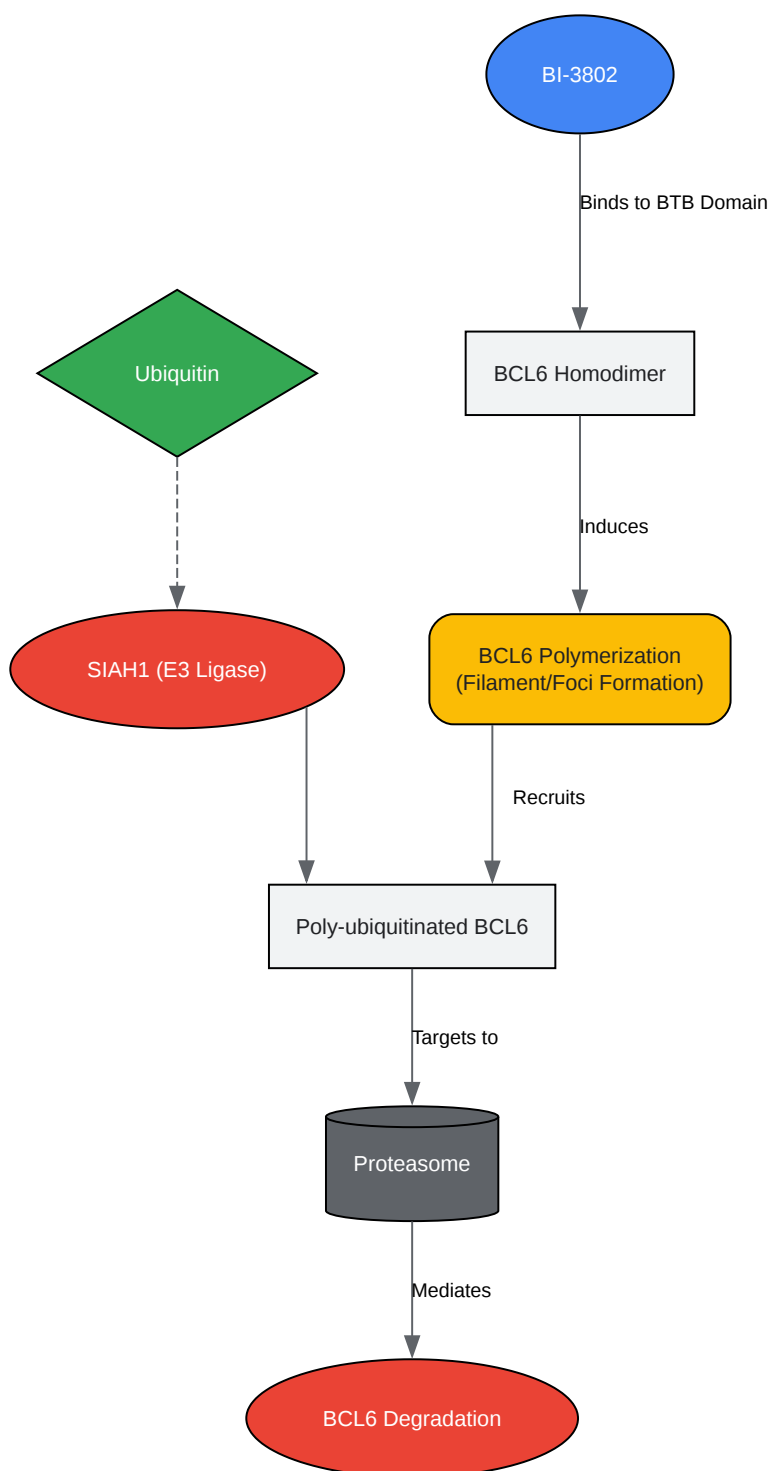 BI-3802
Binds to BTB Domain
Ubiquitin
BCL6 Homodimer
Induces
SIAH1 (E3 Ligase)
BCL6 Polymerization
(Filament/Foci Formation)
Recruits
Poly-ubiquitinated BCL6
Targets to
Proteasome
Mediates
BCL6 Degradation